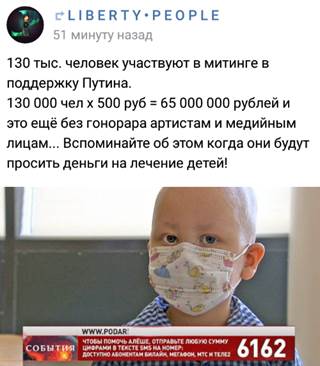 LIBERTY•PEOPLE
51 минуту назад
130 тыс. человек участвуют в митинге в
поддержку Путина.
130 000 чел х 500 руб = 65 000 000 рублей и
это ещё без гонорара артистам и медийным
лицам... Вспоминайте об этом когда они будут
просить деньги на лечение детей!
WWW.PODAR
ЧТОБЫ ПОМОЧЬ АЛЁШЕ, ОТПРАВЬТЕ ЛЮБУЮ СУММУ
СОБЫТИЯ ЦИФРАМИ В ТЕКСТЕ SMS НА НОМЕР: 6162
ДОСТУПНО АБОНЕНТАМ БИЛАЙН, МЕГАФОН, МТС И ТЕЛЕ2